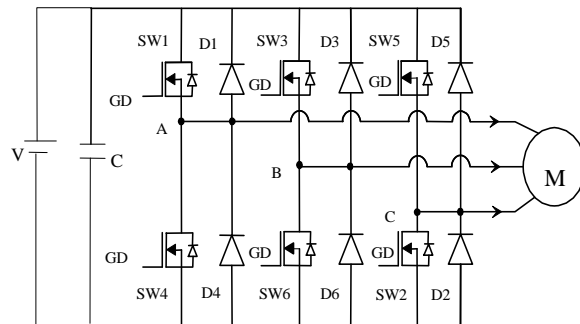 SW1 D1 SW3 D3 SW5 D5
GD GD GD
A
V C B M
C
GD GD GD
SW4 D4 SW6 D6 SW2 D2